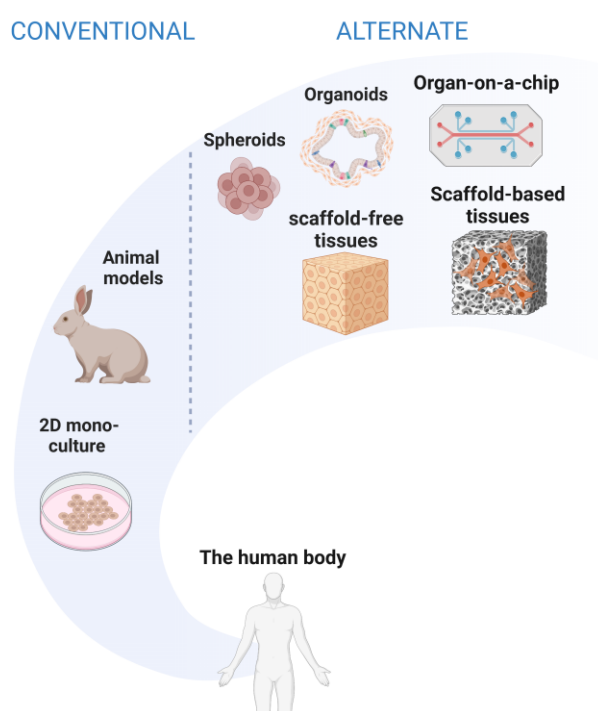 CONVENTIONAL
ALTERNATE
Organoids
Organ-on-a-chip
Spheroids
scaffold-free
tissues
Scaffold-based
tissues
Animal
models
2D mono-
culture
The human body